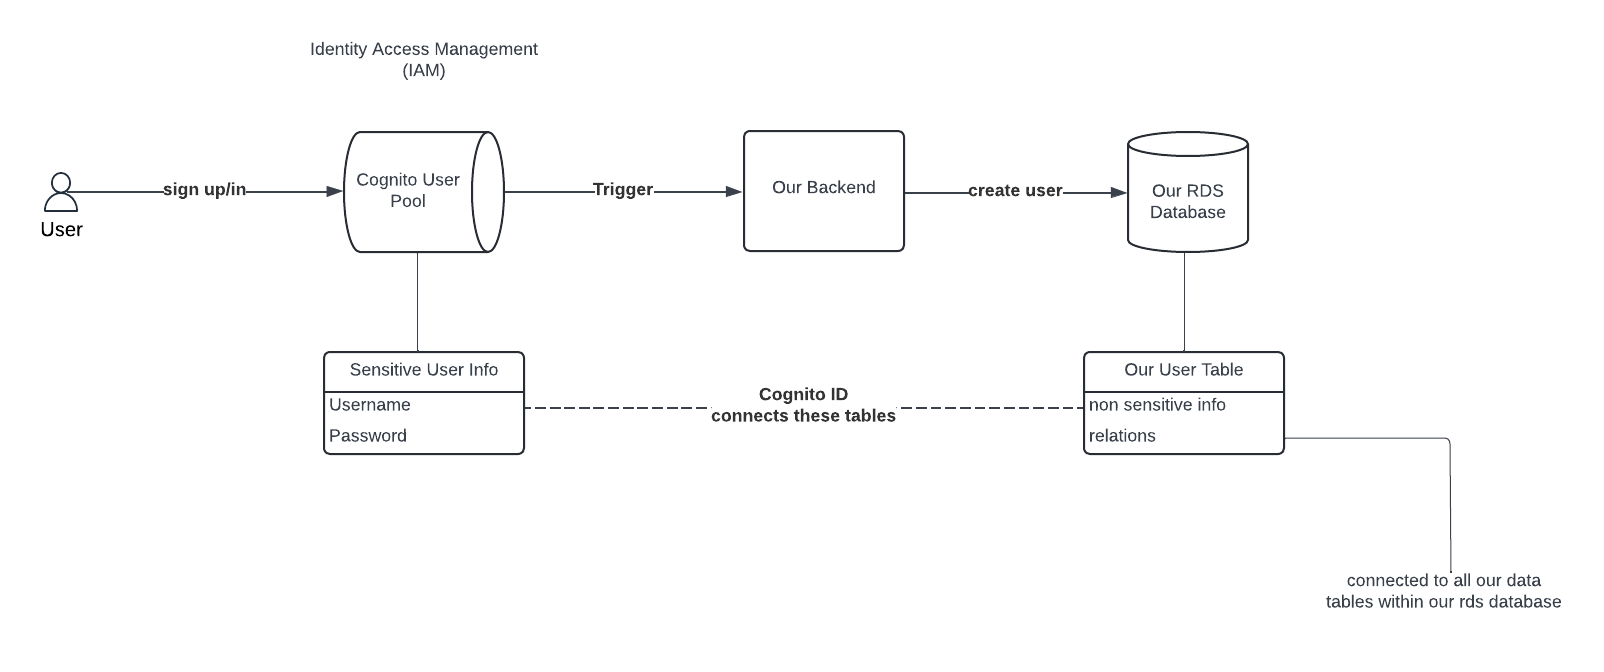 Identity Access Management
(IAM)
User
sign up/in
Cognito User
Pool
Trigger
Our Backend
create user
Our RDS
Database
Sensitive User Info
Username
Password
Cognito ID
connects these tables
Our User Table
non sensitive info
relations
connected to all our data
tables within our rds database